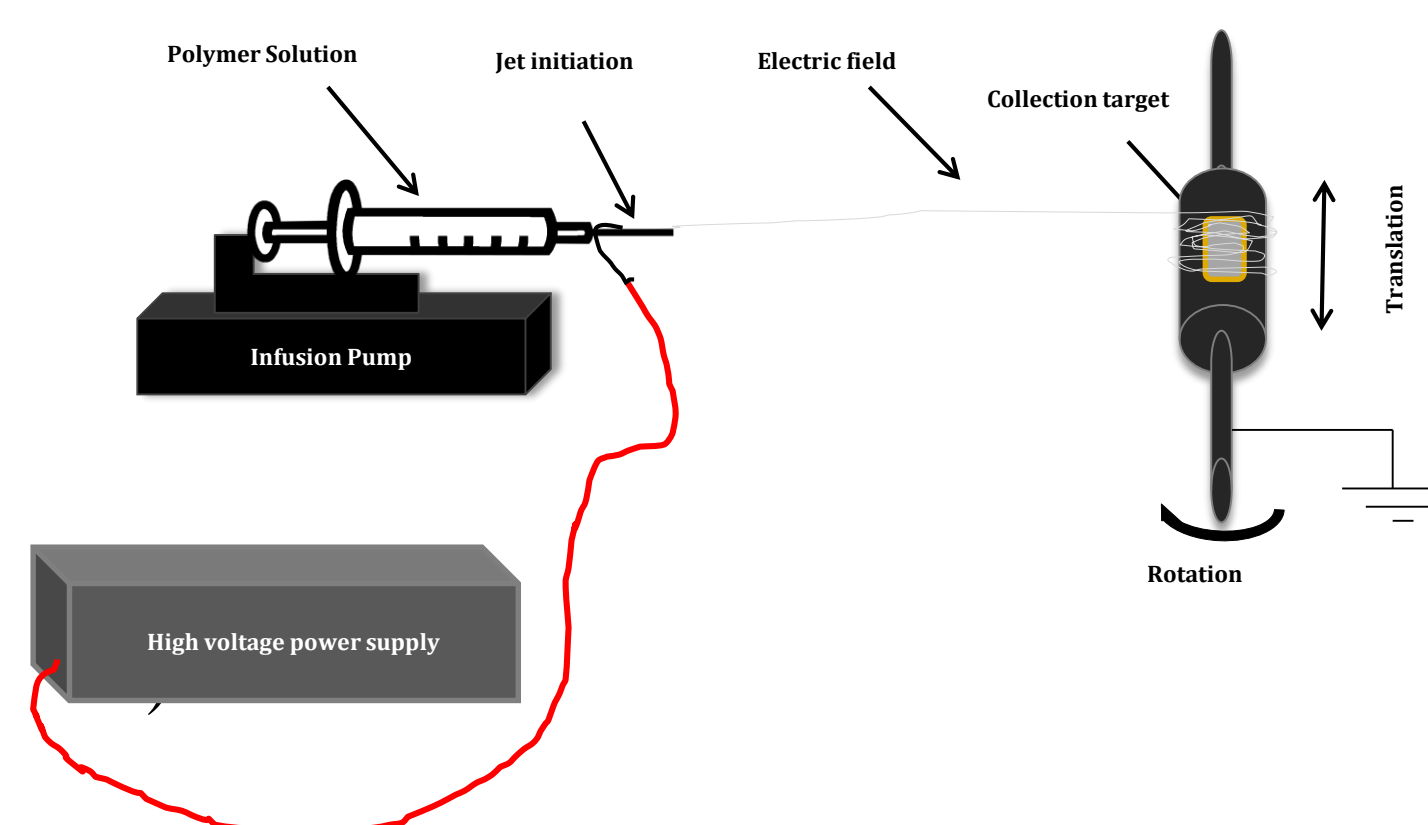 Polymer Solution
Jet initiation
Electric field
Collection target
Translation
Infusion Pump
Rotation
High voltage power supply